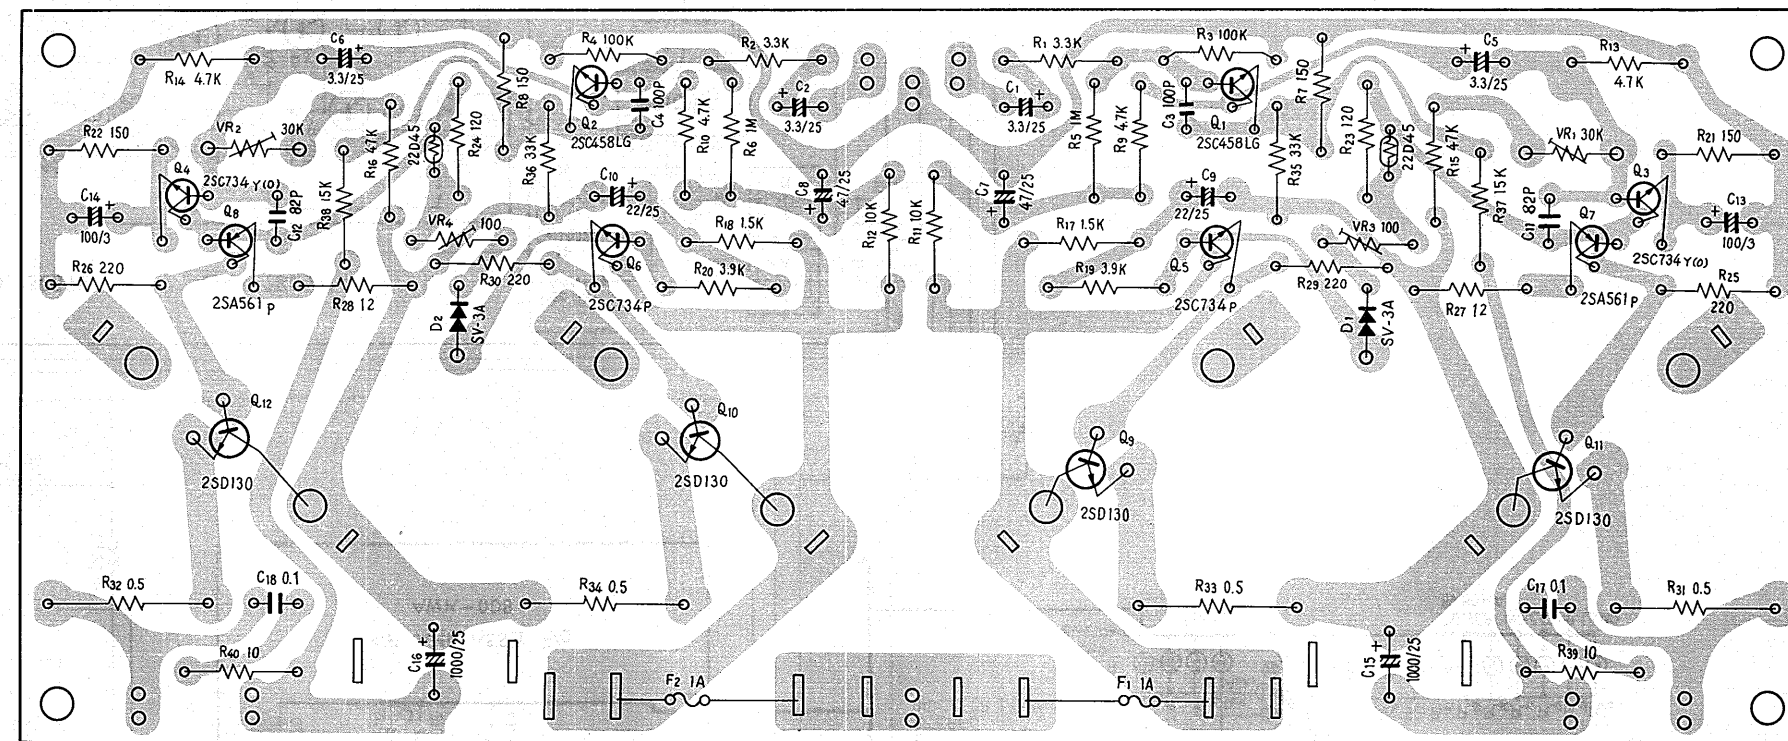 C6
3.3/25
R14 4.7K
R4 100K
R2 3.3K
R1 3.3K
R3 100K
C5
3.3/25
R13
4.7K
R8 150
Q2
2SC458LG
C4 100P
R10 4.7K
R6 1M
C2
3.3/25
C1
3.3/25
R5 1M
R9 4.7K
C3 100P
Q1
2SC458LG
R7 150
R22 150
VR2 30K
R16 47K
22D45
R24 120
R36 33K
R35 33K
R23 120
22D45
R15 47K
VR1 30K
R21 150
Q4
2SC734Y(O)
C14
100/3
Q8
C12 82P
R38 15K
C10
22/25
C8
47/25
R12 10K
R11 10K
C7
47/25
C9
22/25
R37 15K
C11 82P
Q7
Q3
2SC734Y(O)
C13
100/3
VR4 100
R18 1.5K
R17 1.5K
VR3 100
R26 220
2SA561P
R28 12
R30 220
Q6
2SC734P
R20 3.9K
R19 3.9K
Q5
2SC734P
R29 220
R27 12
2SA561P
R25
220
D2
SV-3A
D1
SV-3A
Q12
2SD130
Q10
2SD130
Q9
2SD130
Q11
2SD130
R32 0.5
C18 0.1
R34 0.5
R33 0.5
C17 0.1
R31 0.5
R40 10
C16
1000/25
F2 1A
F1 1A
C15
1000/25
R39 10